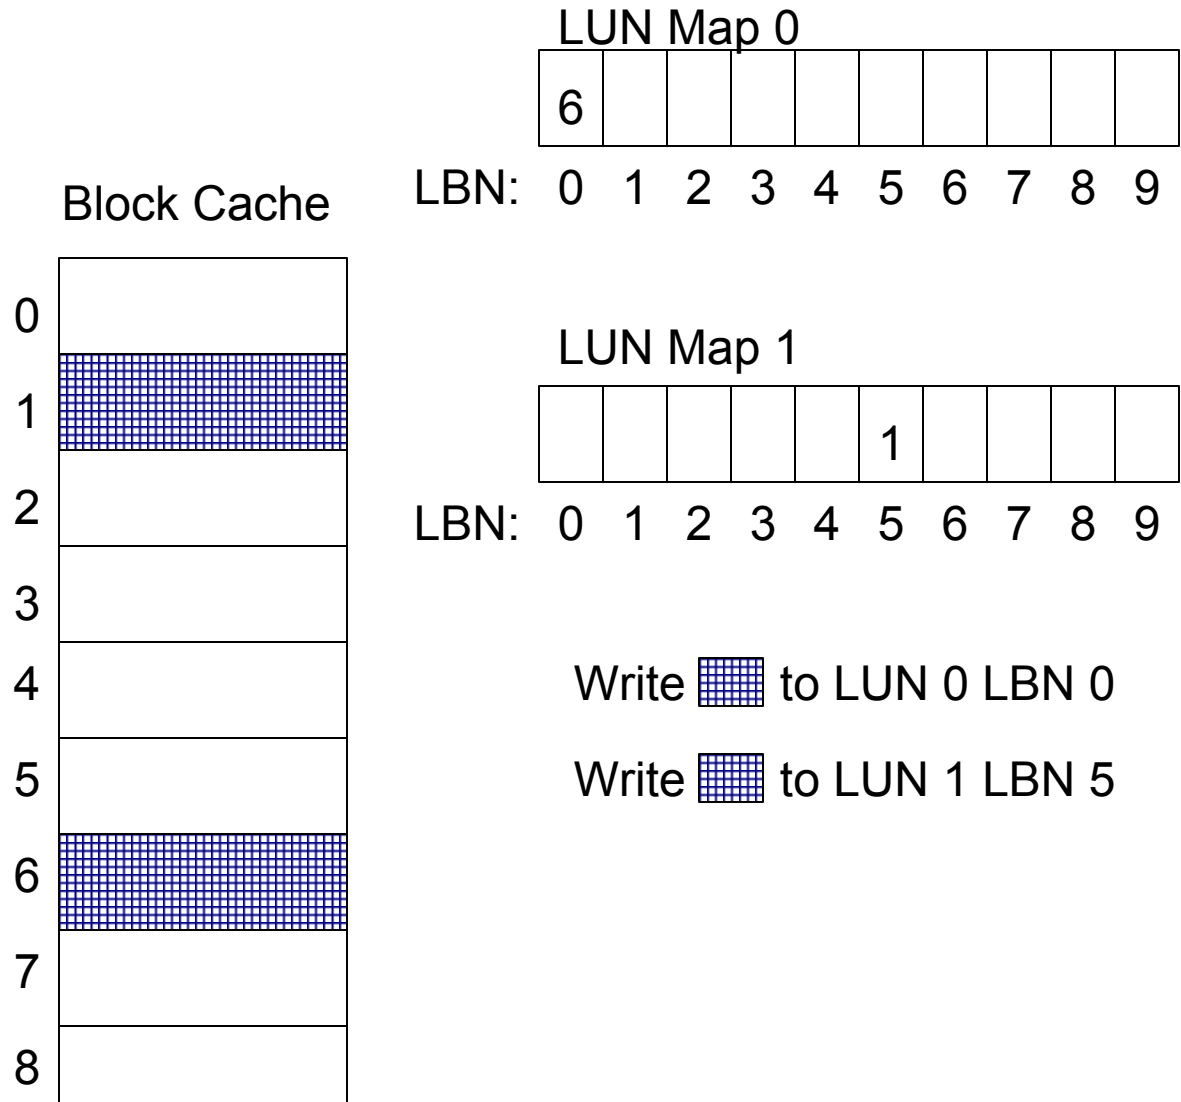 LUN Map 0
6
LBN: 0 1 2 3 4 5 6 7 8 9
Block Cache
0
1
2
3
4
5
6
7
8
LUN Map 1
1
LBN: 0 1 2 3 4 5 6 7 8 9
Write to LUN 0 LBN 0
Write to LUN 1 LBN 5